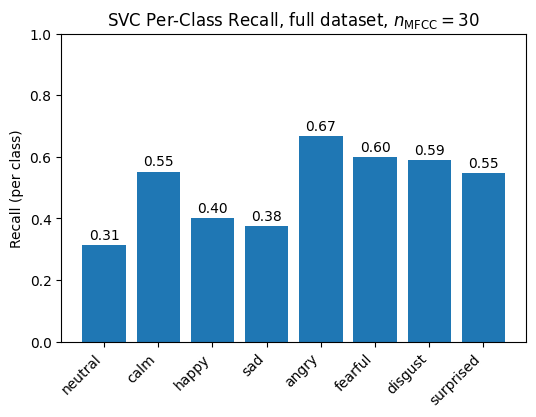 SVC Per-Class Recall, full dataset, n_MFCC = 30
Recall (per class)
1.0
0.8
0.6
0.4
0.2
0.0
0.31
0.55
0.40
0.38
0.67
0.60
0.59
0.55
neutral
calm
happy
sad
angry
fearful
disgust
surprised